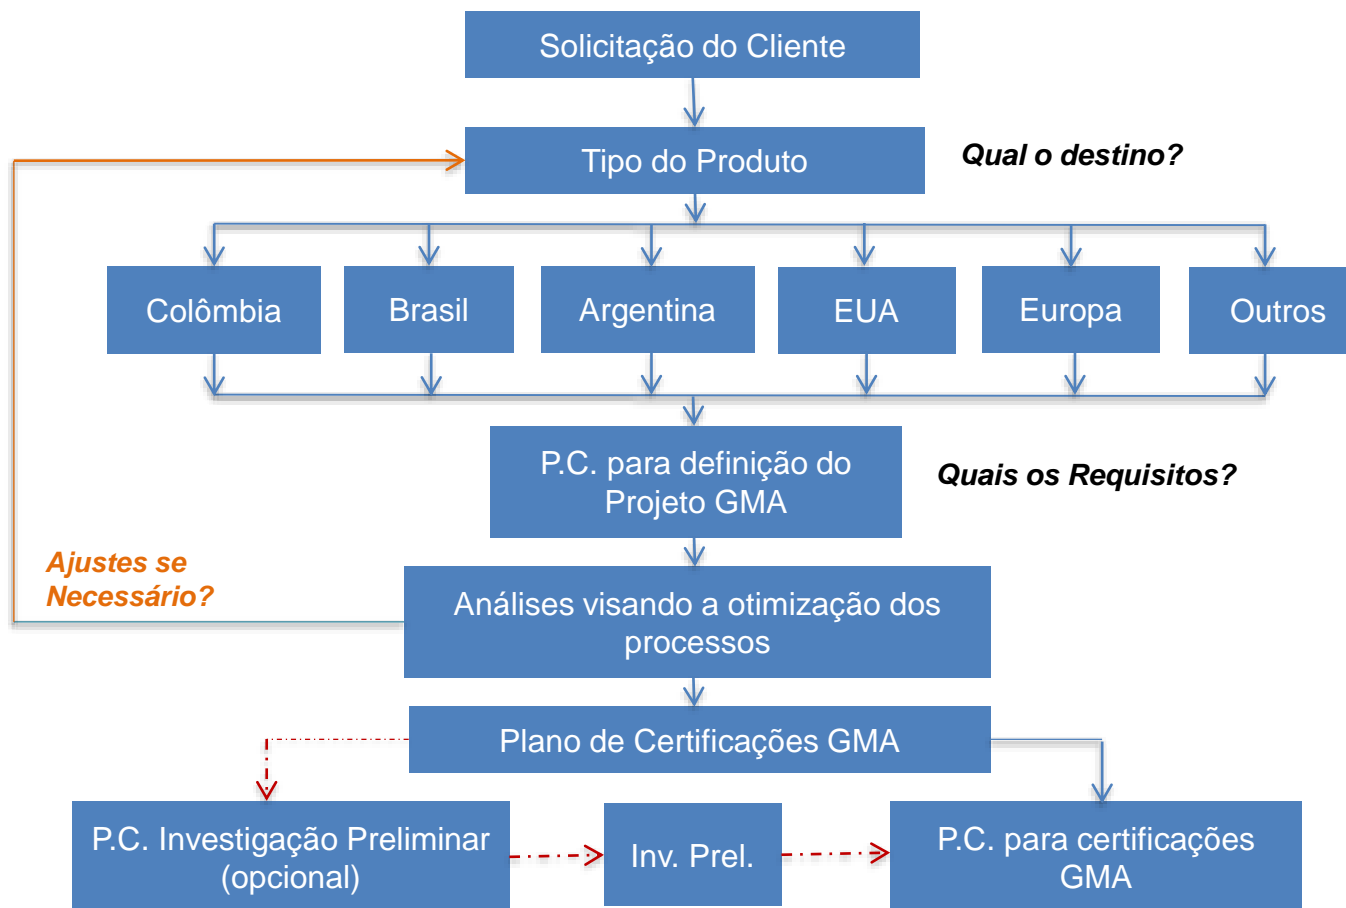 Solicitação do Cliente
Tipo do Produto
Qual o destino?
Colômbia
Brasil
Argentina
EUA
Europa
Outros
P.C. para definição do
Projeto GMA
Quais os Requisitos?
Ajustes se
Necessário?
Análises visando a otimização dos
processos
Plano de Certificações GMA
P.C. Investigação Preliminar
(opcional)
Inv. Prel.
P.C. para certificações
GMA